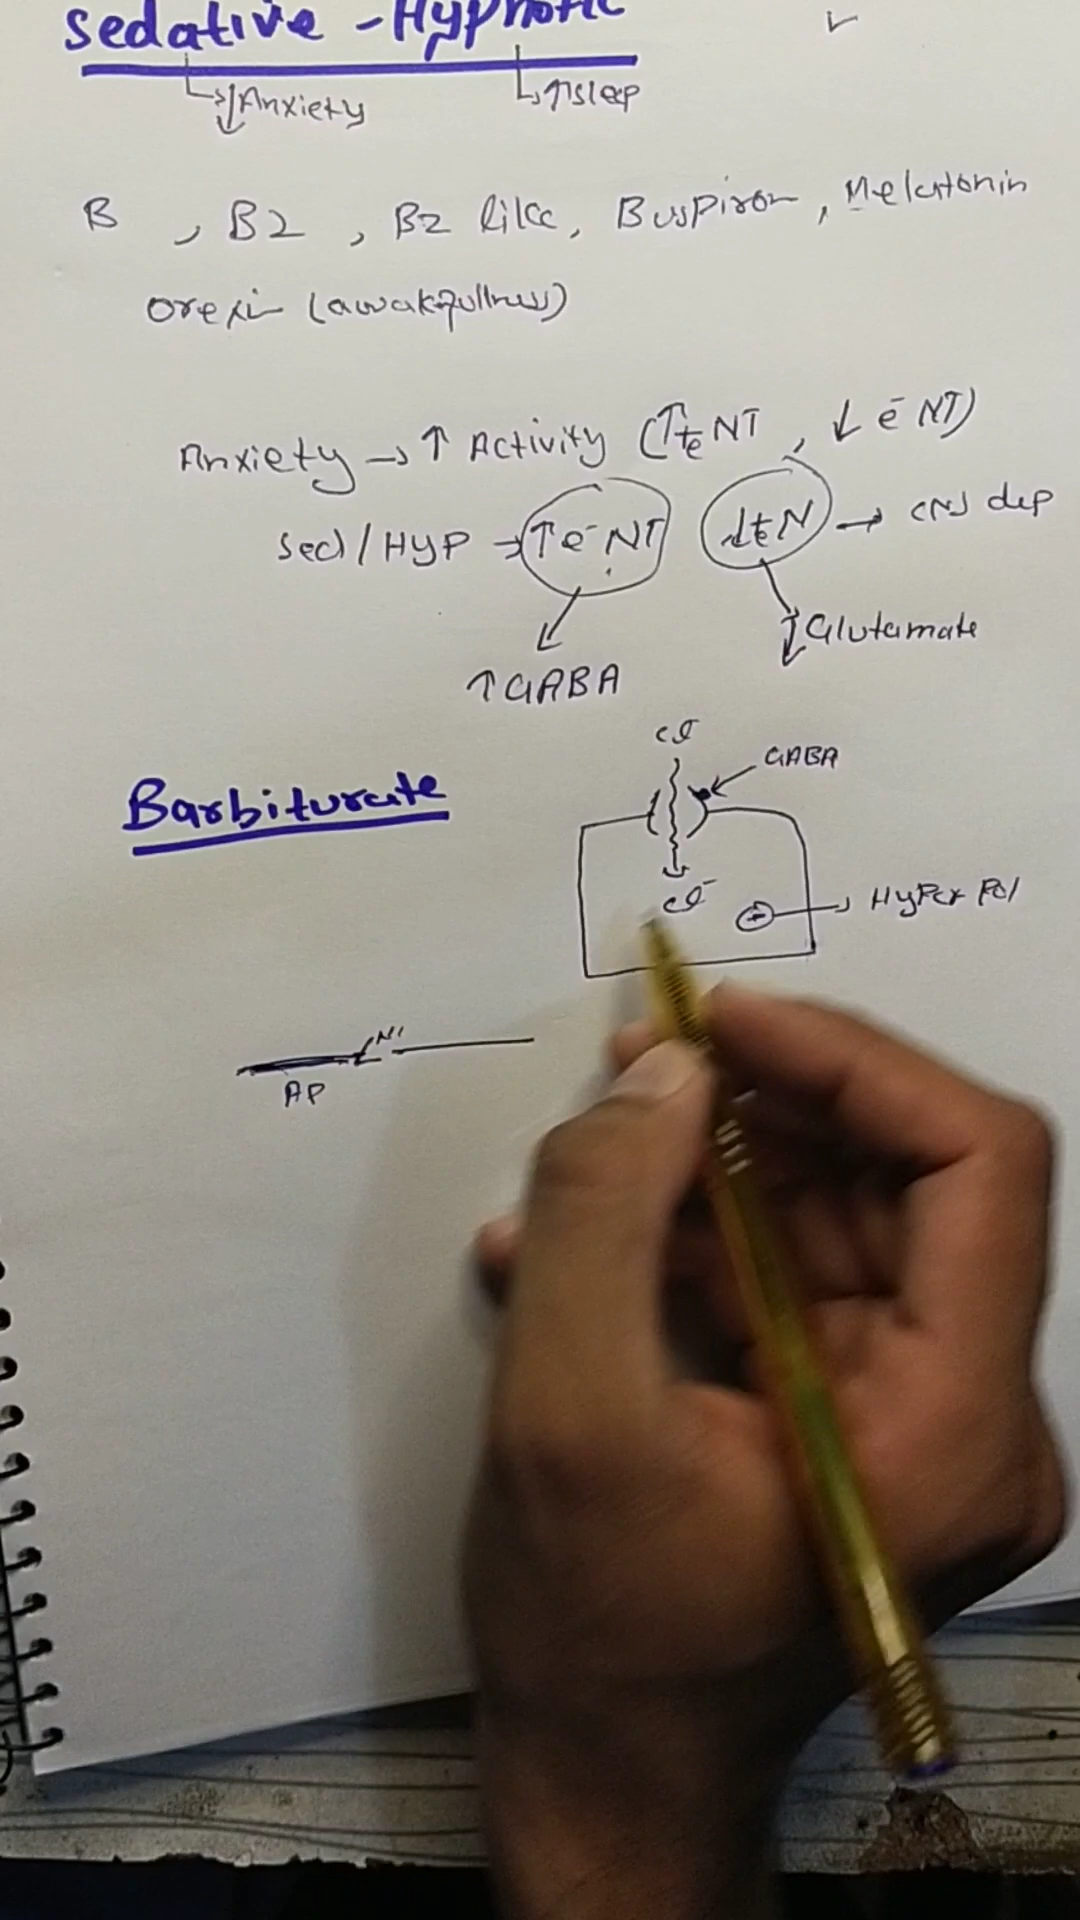 Sedative - Hypnotic
↓Anxiety ↑Sleep
B , BZ , BZ like, Buspiron, Melatonin
orexin (awakefullness)
Anxiety → ↑ Activity (↑+e NT , ↓ e- NT)
Sed / HYP → ↑e- NT ↓+eN → CNS dep
↓Glutamate
↑GABA
cl-
GABA
Barbiturate
cl-
+ → Hyper Pol
AP